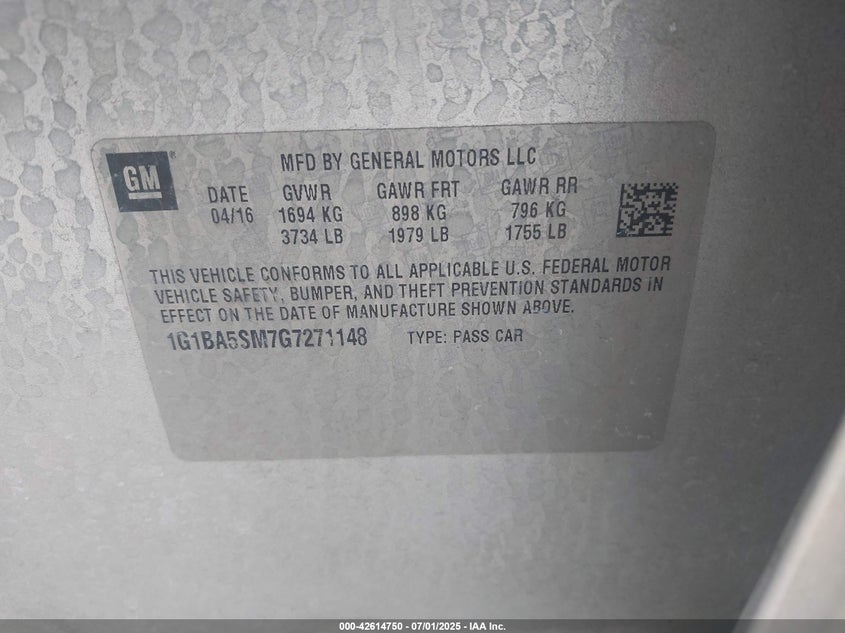 GM
MFD BY GENERAL MOTORS LLC
DATE GVWR GAWR FRT GAWR RR
04/16 1694 KG 898 KG 796 KG
3734 LB 1979 LB 1755 LB
THIS VEHICLE CONFORMS TO ALL APPLICABLE U.S. FEDERAL MOTOR
VEHICLE SAFETY, BUMPER, AND THEFT PREVENTION STANDARDS IN
EFFECT ON THE DATE OF MANUFACTURE SHOWN ABOVE.
1G1BA5SM7G7271148 TYPE: PASS CAR
000-42614750 - 07/01/2025 - IAA Inc.